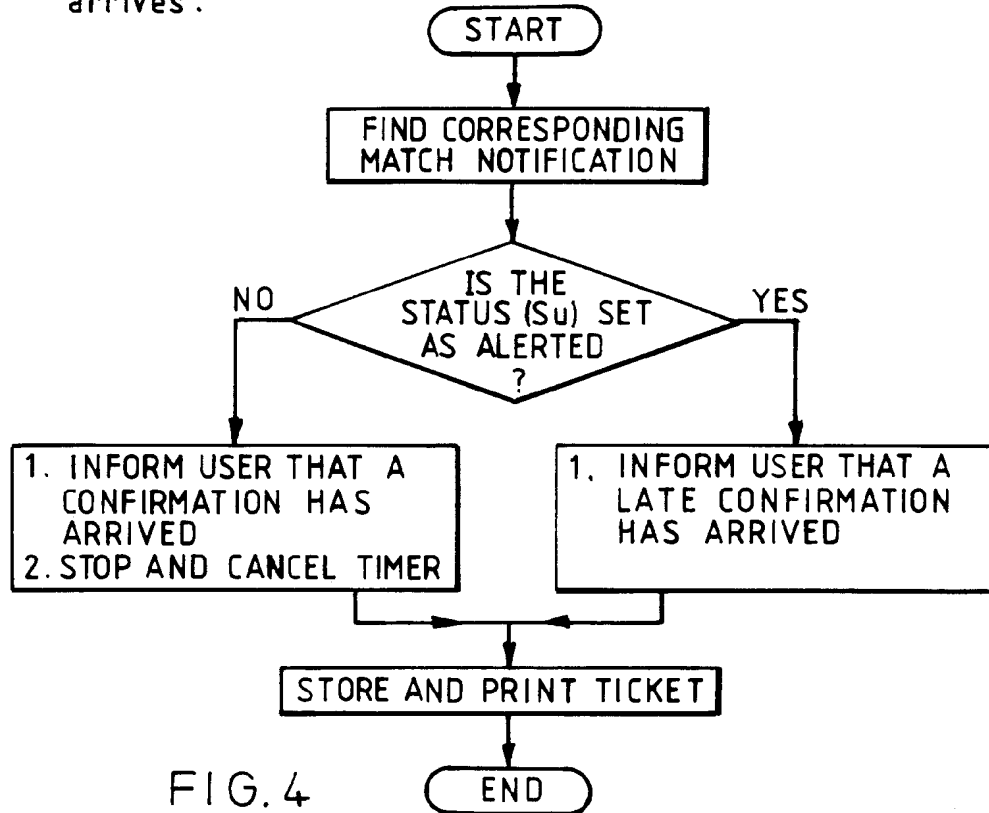 arrives.
START
FIND CORRESPONDING
MATCH NOTIFICATION
IS THE
STATUS (Su) SET
AS ALERTED
?
NO
YES
1. INFORM USER THAT A
CONFIRMATION HAS
ARRIVED
2. STOP AND CANCEL TIMER
1. INFORM USER THAT A
LATE CONFIRMATION
HAS ARRIVED
STORE AND PRINT TICKET
END
FIG. 4